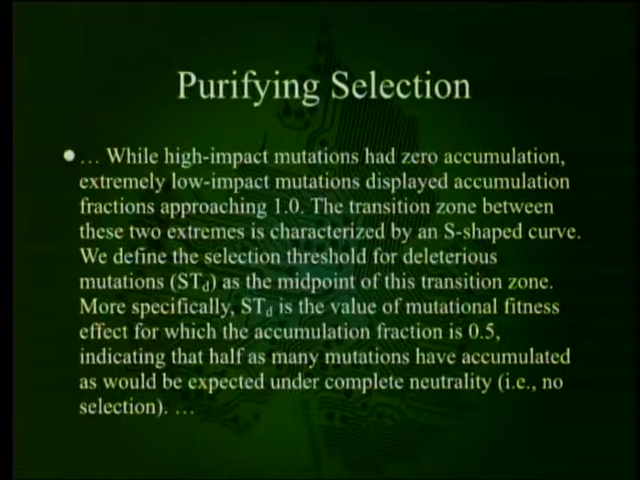 Purifying Selection
… While high-impact mutations had zero accumulation,
extremely low-impact mutations displayed accumulation
fractions approaching 1.0. The transition zone between
these two extremes is characterized by an S-shaped curve.
We define the selection threshold for deleterious
mutations (STd) as the midpoint of this transition zone.
More specifically, STd is the value of mutational fitness
effect for which the accumulation fraction is 0.5,
indicating that half as many mutations have accumulated
as would be expected under complete neutrality (i.e., no
selection). …